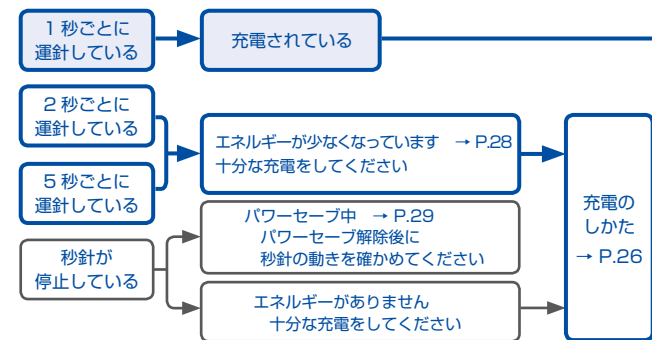 1 秒ごとに
運針している
充電されている
2 秒ごとに
運針している
5 秒ごとに
運針している
エネルギーが少なくなっています → P.28
十分な充電をしてください
秒針が
停止している
パワーセーブ中 → P.29
パワーセーブ解除後に
秒針の動きを確かめてください
エネルギーがありません
十分な充電をしてください
充電の
しかた
→ P.26